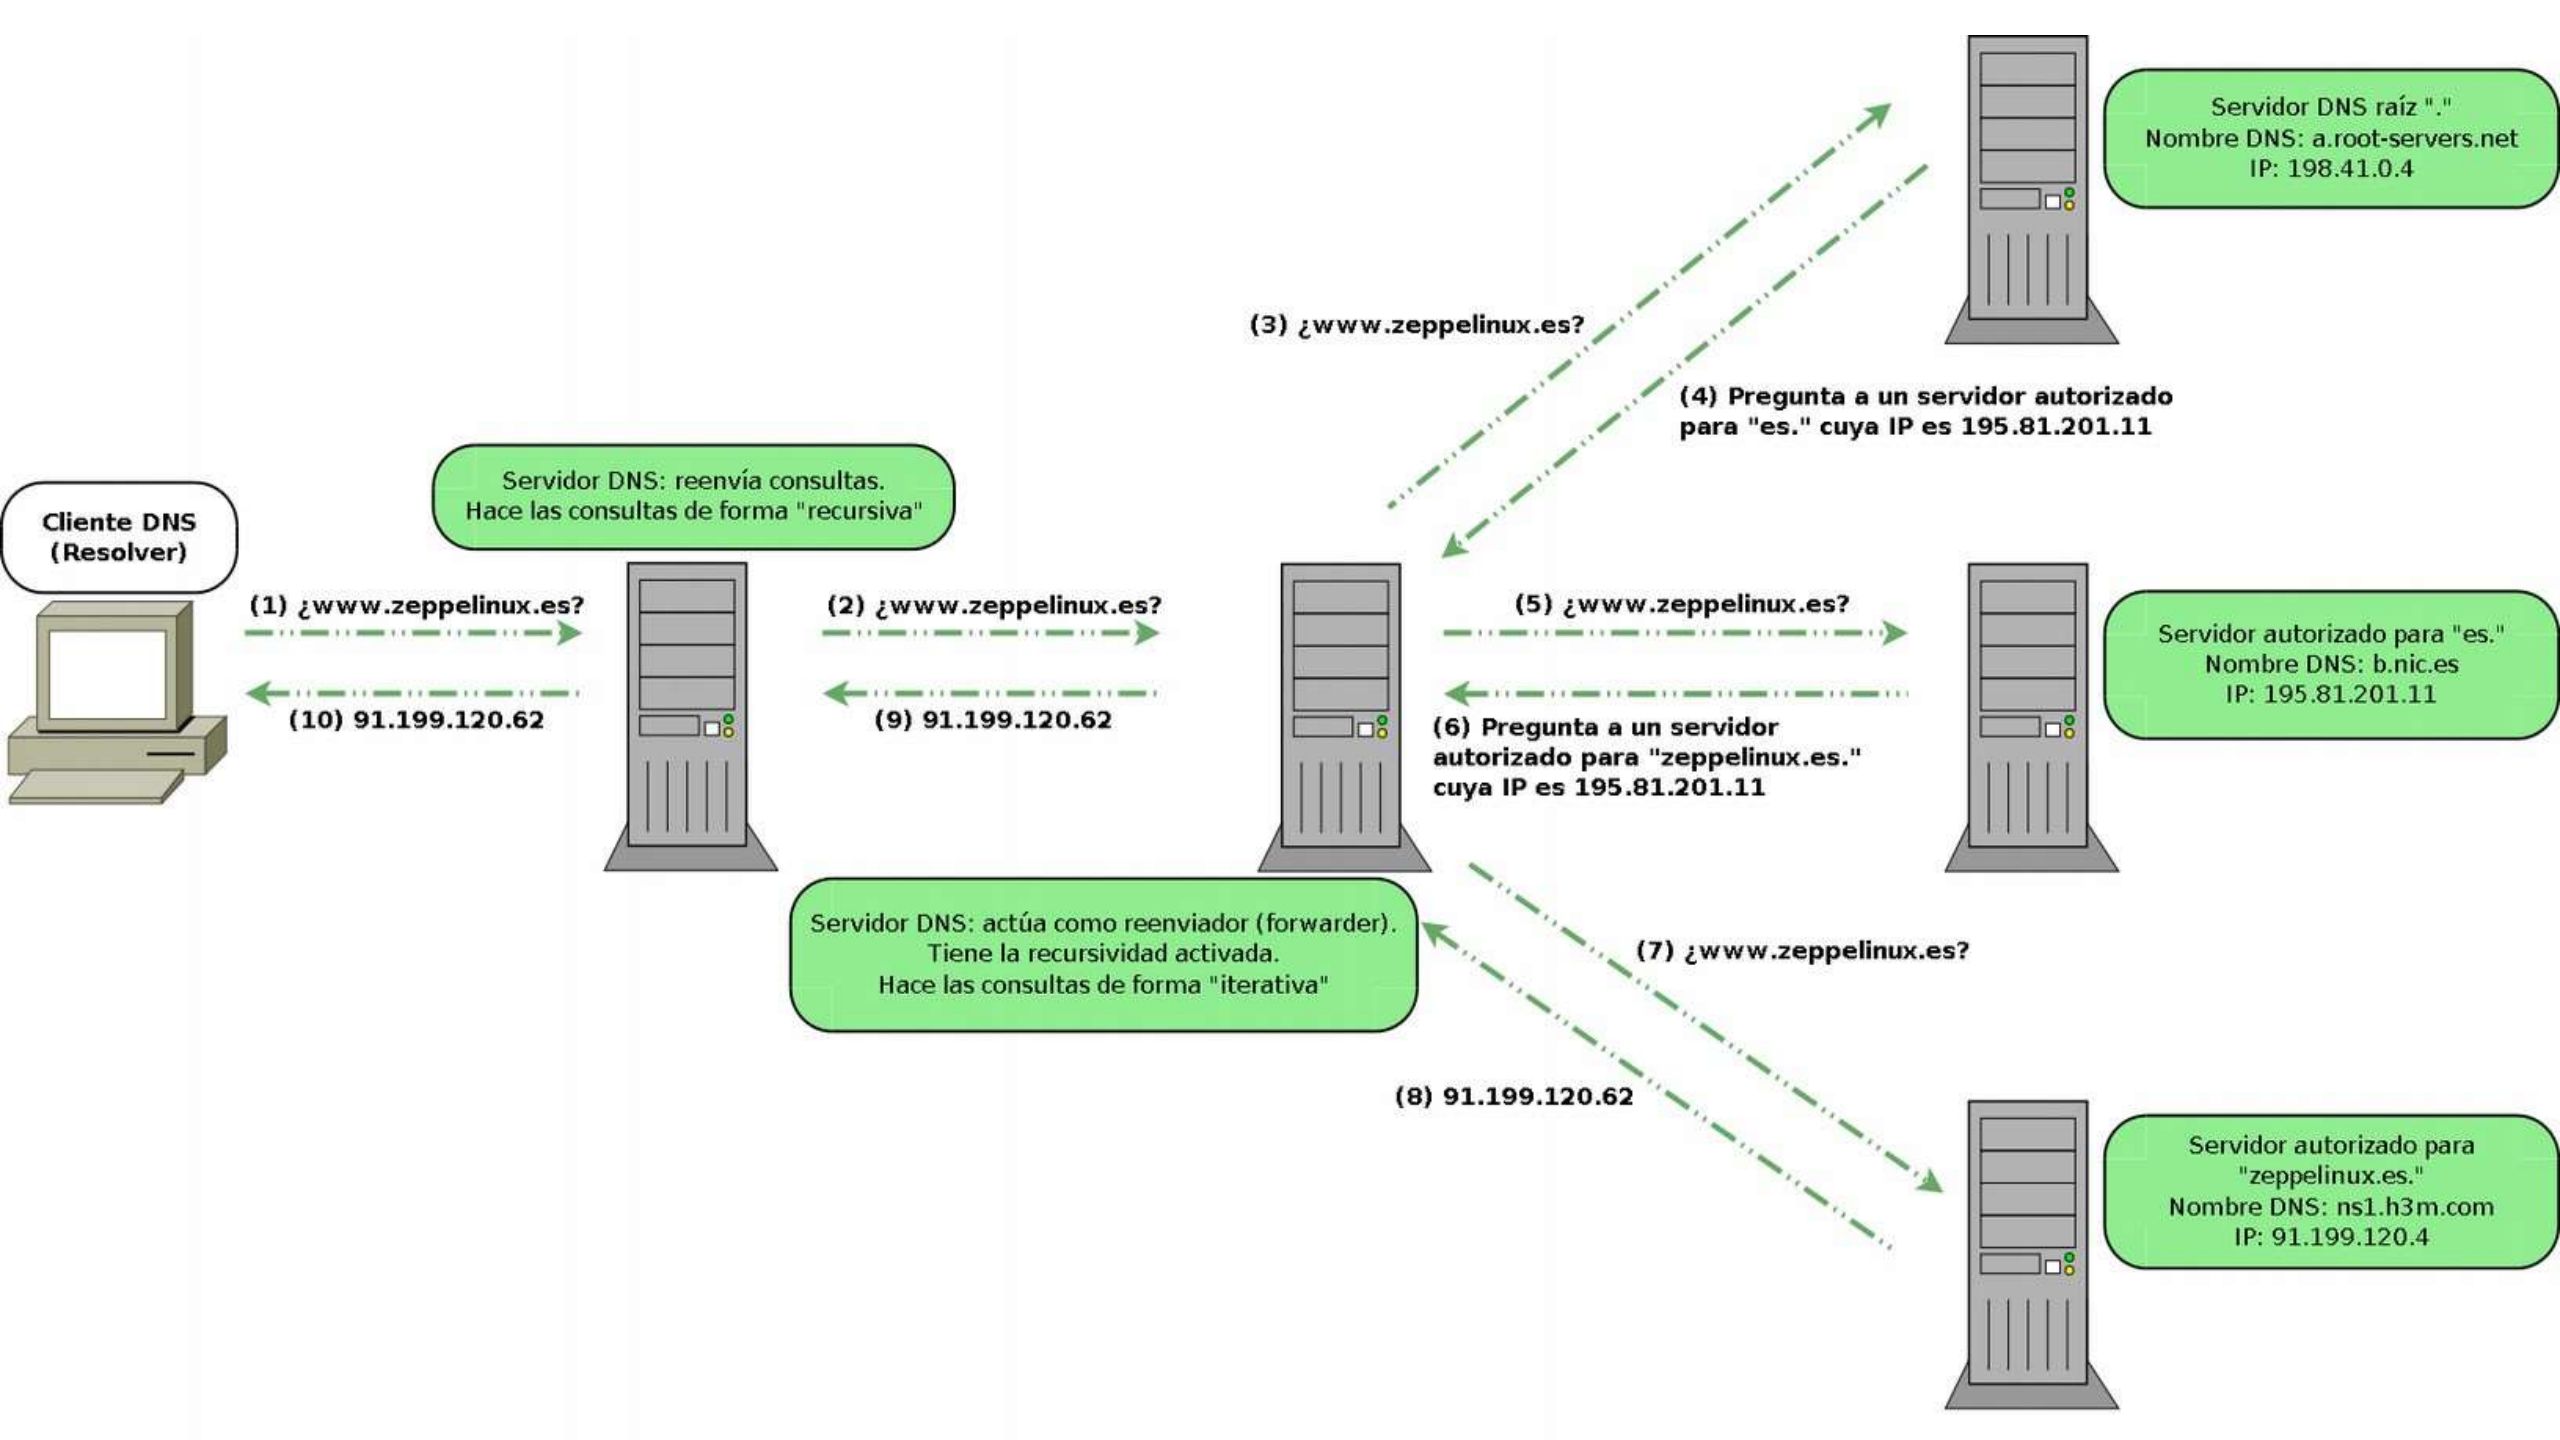 Servidor DNS raíz "."
Nombre DNS: a.root-servers.net
IP: 198.41.0.4
(3) ¿www.zeppelinux.es?
(4) Pregunta a un servidor autorizado
para "es." cuya IP es 195.81.201.11
Servidor DNS: reenvía consultas.
Hace las consultas de forma "recursiva"
Cliente DNS
(Resolver)
(1) ¿www.zeppelinux.es?
(2) ¿www.zeppelinux.es?
(5) ¿www.zeppelinux.es?
Servidor autorizado para "es."
Nombre DNS: b.nic.es
IP: 195.81.201.11
(10) 91.199.120.62
(9) 91.199.120.62
(6) Pregunta a un servidor
autorizado para "zeppelinux.es."
cuya IP es 195.81.201.11
Servidor DNS: actúa como reenviador (forwarder).
Tiene la recursividad activada.
Hace las consultas de forma "iterativa"
(7) ¿www.zeppelinux.es?
(8) 91.199.120.62
Servidor autorizado para
"zeppelinux.es."
Nombre DNS: ns1.h3m.com
IP: 91.199.120.4